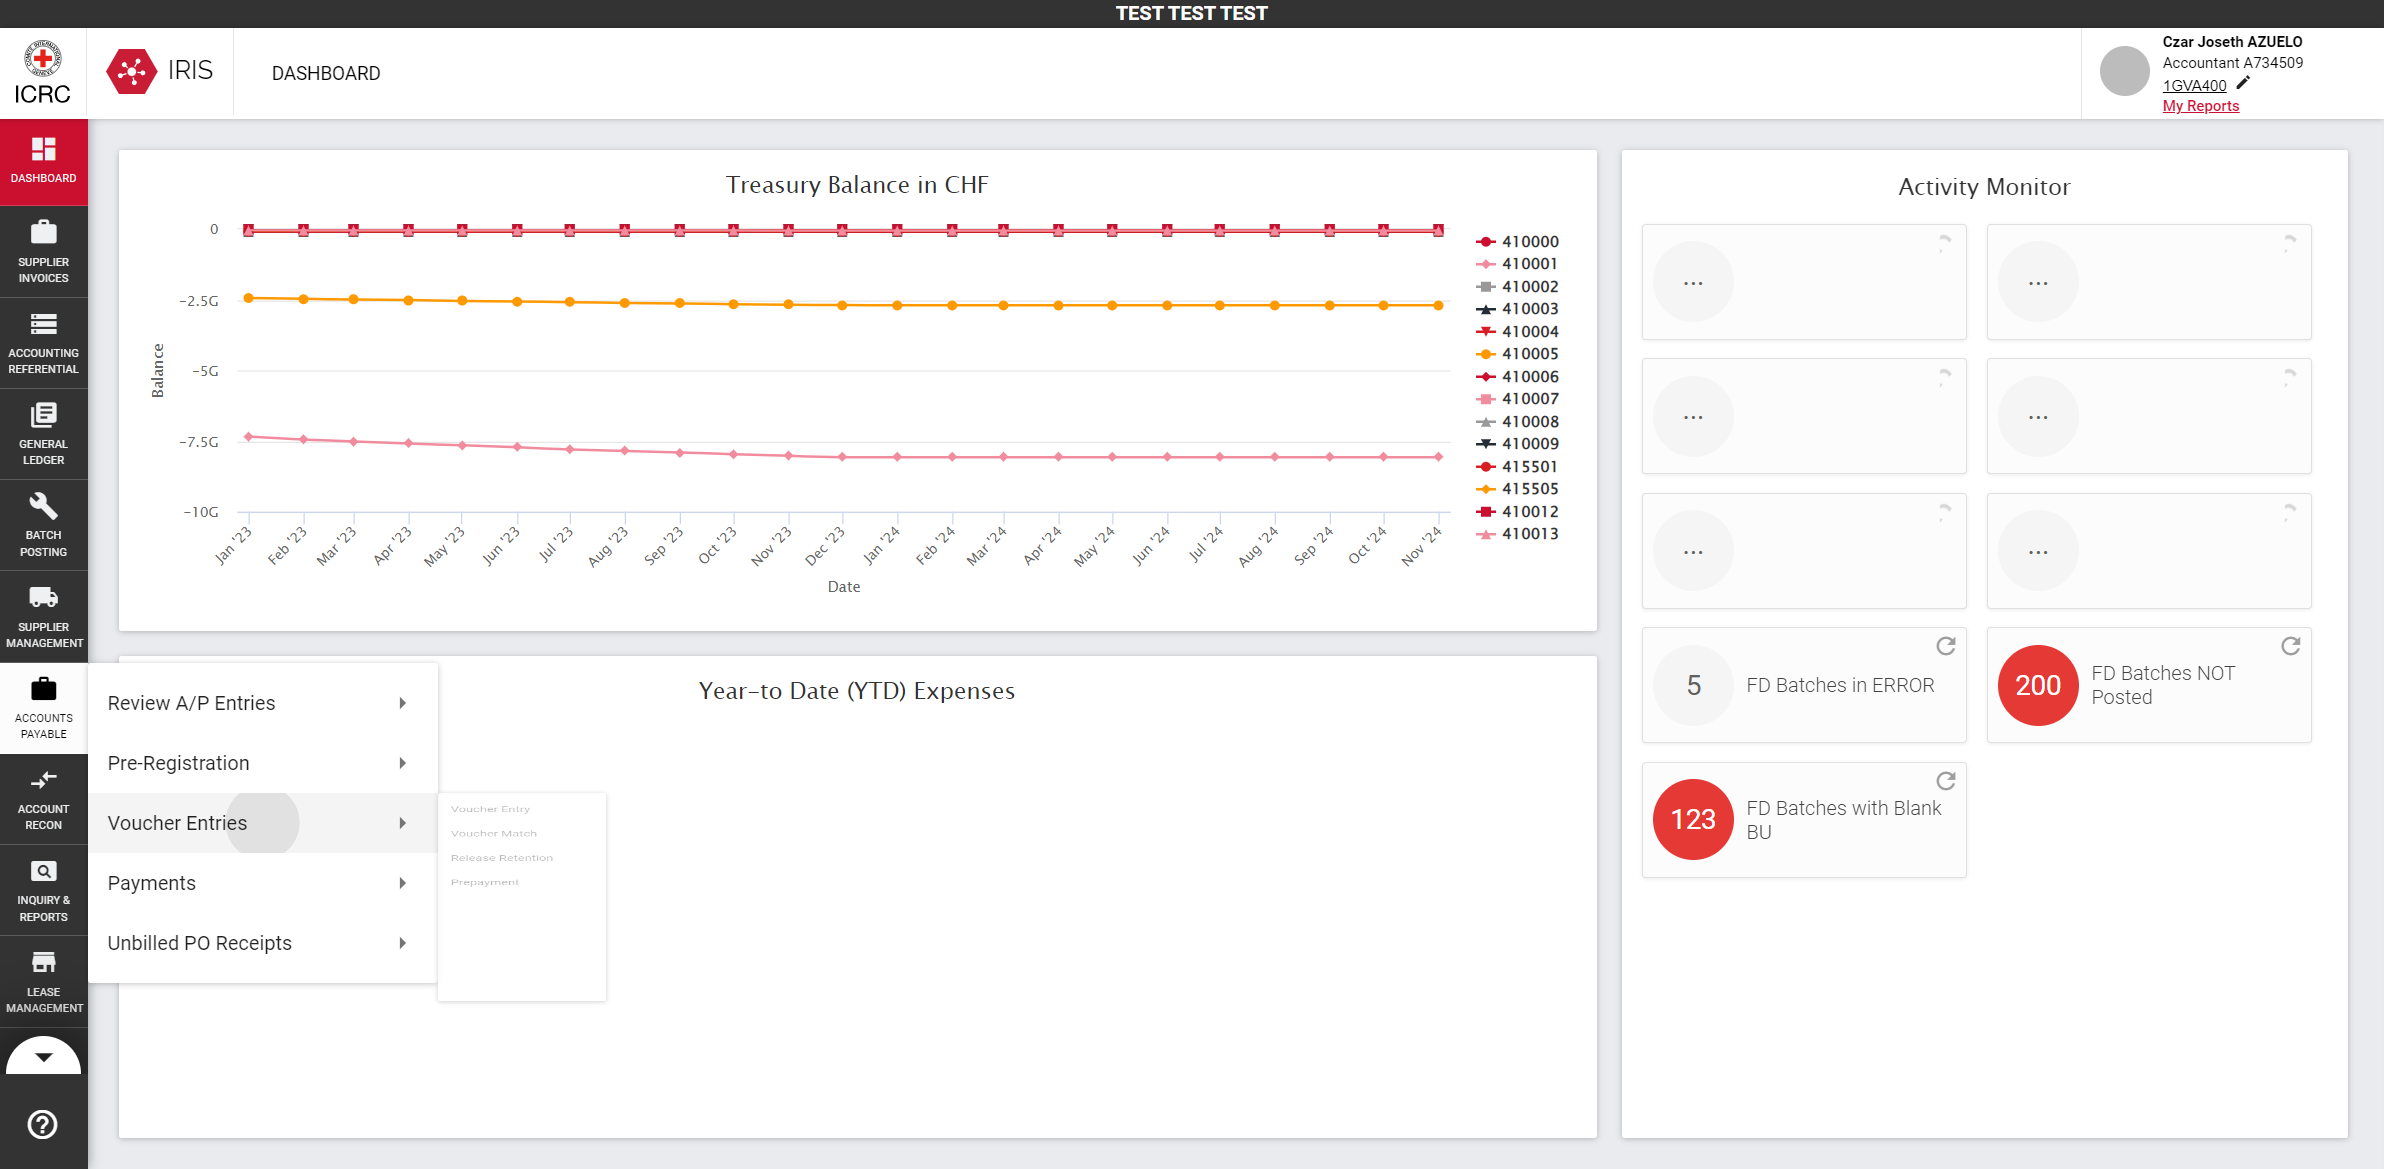 TEST TEST TEST
ICRC
IRIS
DASHBOARD
Czar Joseth AZUELO
Accountant A734509
1GVA400
My Reports
DASHBOARD
SUPPLIER
INVOICES
ACCOUNTING
REFERENTIAL
GENERAL
LEDGER
BATCH
POSTING
SUPPLIER
MANAGEMENT
ACCOUNTS
PAYABLE
ACCOUNT
RECON
INQUIRY &
REPORTS
LEASE
MANAGEMENT
Treasury Balance in CHF
Balance
0
−2.5G
−5G
−7.5G
−10G
Jan '23
Feb '23
Mar '23
Apr '23
May '23
Jun '23
Jul '23
Aug '23
Sep '23
Oct '23
Nov '23
Dec '23
Jan '24
Feb '24
Mar '24
Apr '24
May '24
Jun '24
Jul '24
Aug '24
Sep '24
Oct '24
Nov '24
Date
410000
410001
410002
410003
410004
410005
410006
410007
410008
410009
415501
415505
410012
410013
Year-to Date (YTD) Expenses
Review A/P Entries
Pre-Registration
Voucher Entries
Payments
Unbilled PO Receipts
Voucher Entry
Voucher Match
Release Retention
Prepayment
Activity Monitor
...
...
...
...
...
...
5
FD Batches in ERROR
200
FD Batches NOT
Posted
123
FD Batches with Blank
BU